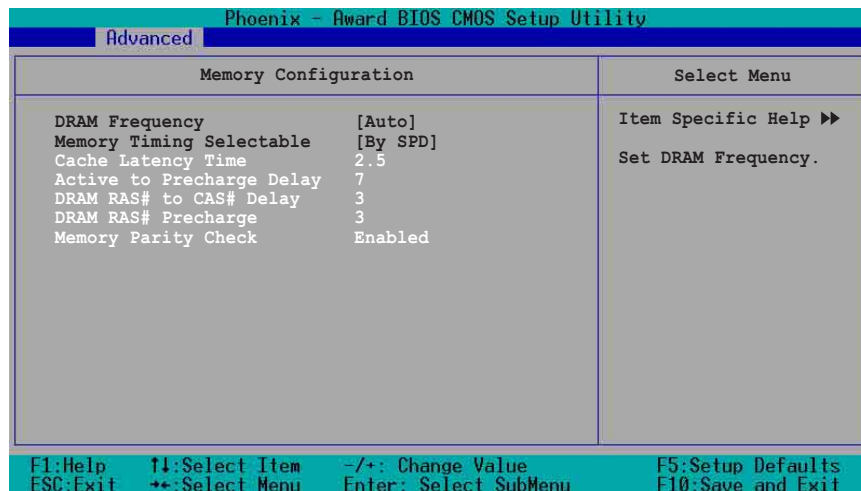 Phoenix - Award BIOS CMOS Setup Utility
Advanced
Memory Configuration
Select Menu
DRAM Frequency [Auto]
Memory Timing Selectable [By SPD]
Cache Latency Time 2.5
Active to Precharge Delay 7
DRAM RAS# to CAS# Delay 3
DRAM RAS# Precharge 3
Memory Parity Check Enabled
Item Specific Help ▶▶
Set DRAM Frequency.
F1:Help ↑↓:Select Item -/+: Change Value F5:Setup Defaults
ESC:Exit →←:Select Menu Enter: Select SubMenu F10:Save and Exit